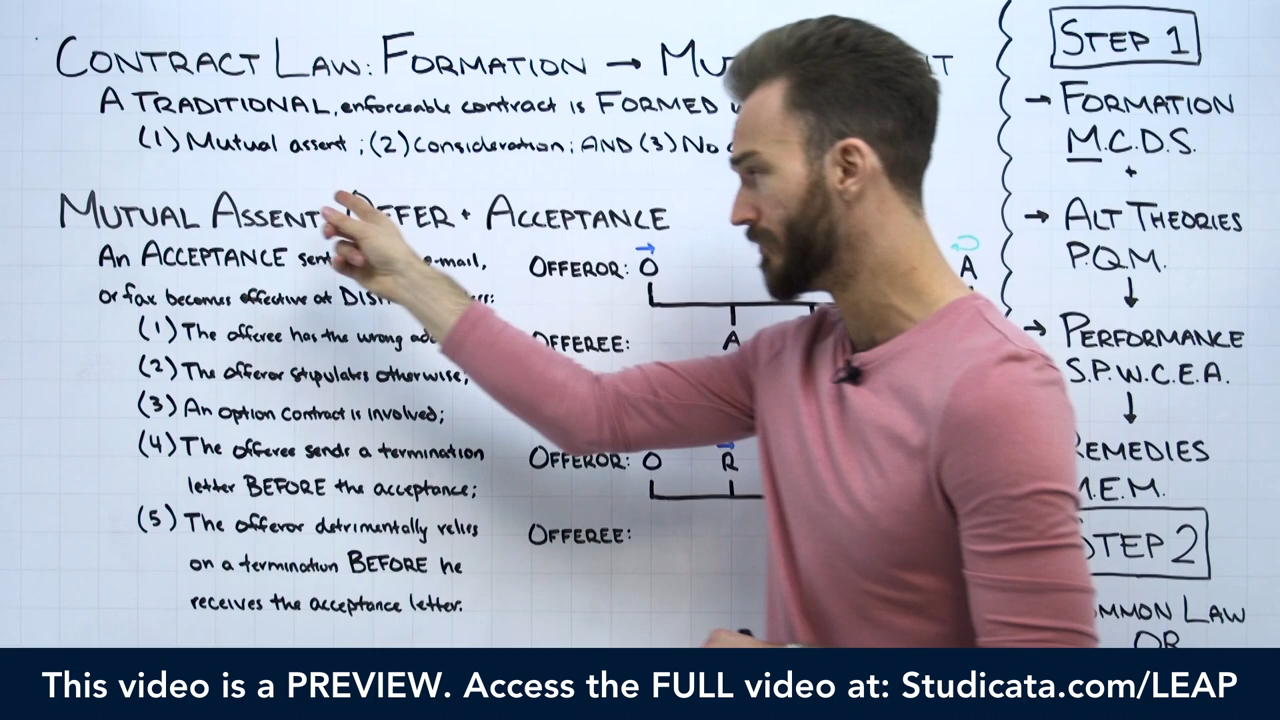 CONTRACT LAW: FORMATION → MU T
A TRADITIONAL, enforceable contract is FORMED
(1) Mutual assent ; (2) Consideration; AND (3) No
MUTUAL ASSENT OFFER + ACCEPTANCE
An ACCEPTANCE sent e-mail,
or fax becomes effective at
(1) The offeree has the wrong
(2) The offeror stipulates otherwise;
(3) An option contract is involved;
(4) The offeree sends a termination
letter BEFORE the acceptance;
(5) The offeror detrimentally relies
on a termination BEFORE he
receives the acceptance letter.
OFFEROR: O A
OFFEREE: A
OFFEROR: O R
OFFEREE:
STEP 1
→ FORMATION
M.C.D.S.
+
→ ALT THEORIES
P.Q.M.
↓
→ PERFORMANCE
S.P.W.C.E.A.
↓
REMEDIES
M.E.M.
STEP 2
COMMON LAW
OR
This video is a PREVIEW. Access the FULL video at: Studicata.com/LEAP